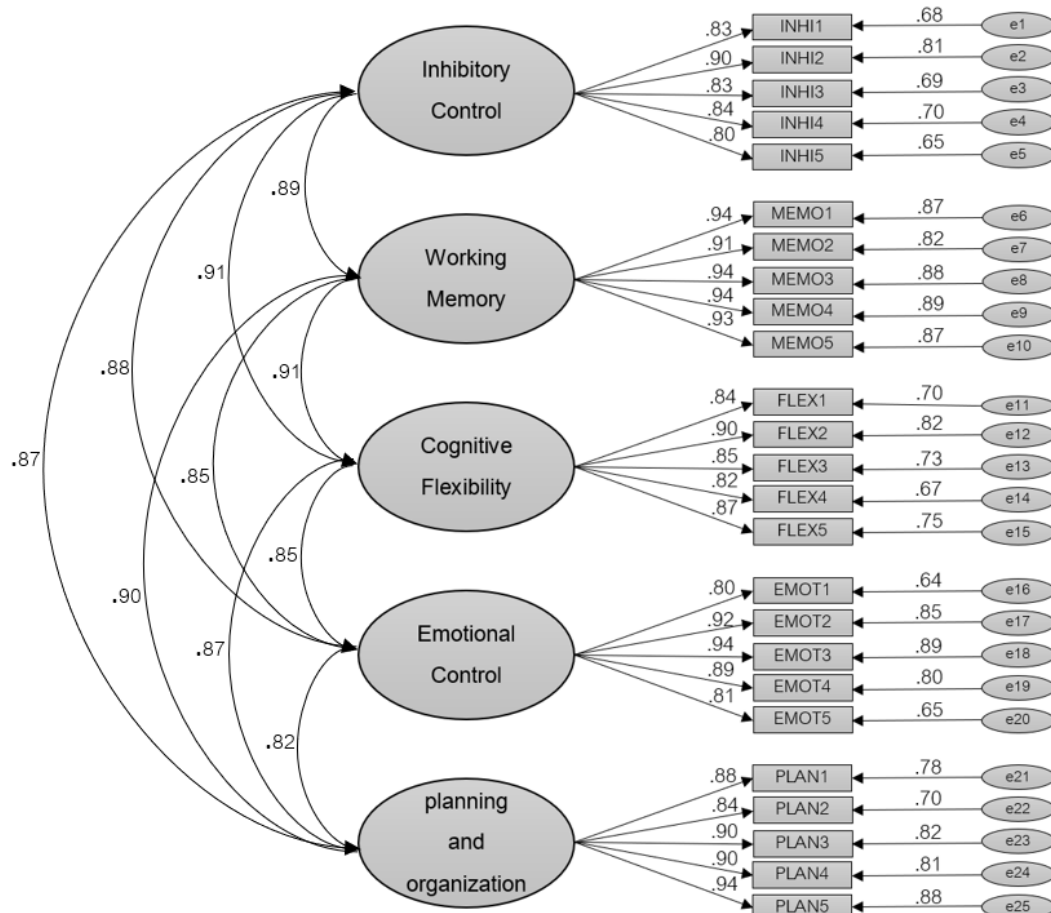 Inhibitory
Control
.83
INHI1
.68
e1
.90
INHI2
.81
e2
.83
INHI3
.69
e3
.84
INHI4
.70
e4
.80
INHI5
.65
e5
.89
Working
Memory
.94
MEMO1
.87
e6
.91
MEMO2
.82
e7
.94
MEMO3
.88
e8
.94
MEMO4
.89
e9
.93
MEMO5
.87
e10
.91
.88
.91
Cognitive
Flexibility
.84
FLEX1
.70
e11
.90
FLEX2
.82
e12
.85
FLEX3
.73
e13
.82
FLEX4
.67
e14
.87
FLEX5
.75
e15
.87
.85
.85
Emotional
Control
.80
EMOT1
.64
e16
.92
EMOT2
.85
e17
.94
EMOT3
.89
e18
.89
EMOT4
.80
e19
.81
EMOT5
.65
e20
.90
.87
.82
planning
and
organization
.88
PLAN1
.78
e21
.84
PLAN2
.70
e22
.90
PLAN3
.82
e23
.90
PLAN4
.81
e24
.94
PLAN5
.88
e25